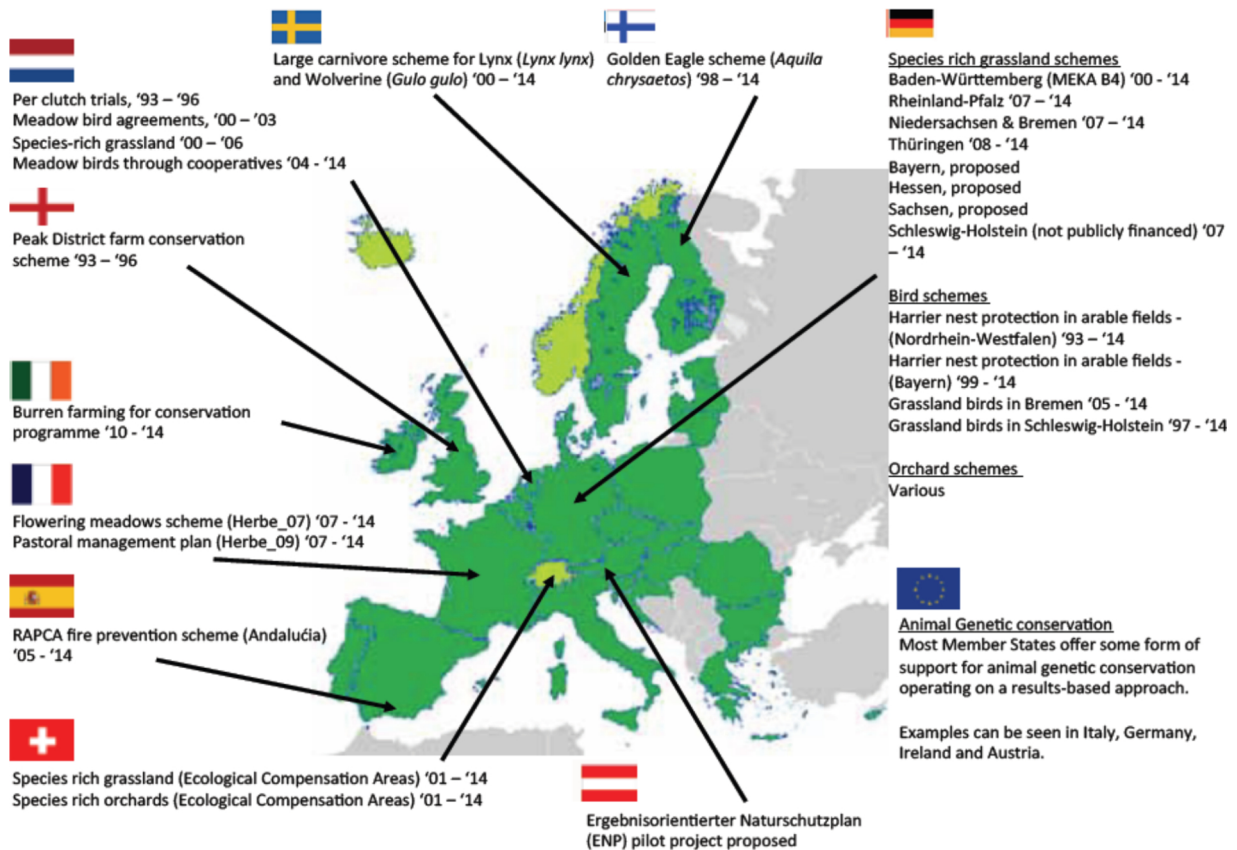 Per clutch trials, ‘93 – ‘96
Meadow bird agreements, ‘00 – ‘03
Species-rich grassland ‘00 – ‘06
Meadow birds through cooperatives ‘04 - ‘14
Large carnivore scheme for Lynx (Lynx lynx)
and Wolverine (Gulo gulo) ‘00 – ‘14
Golden Eagle scheme (Aquila
chrysaetos) ‘98 – ‘14
Species rich grassland schemes
Baden-Württemberg (MEKA B4) ‘00 - ‘14
Rheinland-Pfalz ‘07 – ‘14
Niedersachsen & Bremen ‘07 – ‘14
Thüringen ‘08 - ‘14
Bayern, proposed
Hessen, proposed
Sachsen, proposed
Schleswig-Holstein (not publicly financed) ‘07
– ‘14
Bird schemes
Harrier nest protection in arable fields -
(Nordrhein-Westfalen) ‘93 – ‘14
Harrier nest protection in arable fields -
(Bayern) ‘99 - ‘14
Grassland birds in Bremen ‘05 - ‘14
Grassland birds in Schleswig-Holstein ‘97 - ‘14
Orchard schemes
Various
Peak District farm conservation
scheme ‘93 – ‘96
Burren farming for conservation
programme ‘10 - ‘14
Flowering meadows scheme (Herbe_07) ‘07 - ‘14
Pastoral management plan (Herbe_09) ‘07 - ‘14
RAPCA fire prevention scheme (Andalućia)
‘05 - ‘14
Species rich grassland (Ecological Compensation Areas) ‘01 – ‘14
Species rich orchards (Ecological Compensation Areas) ‘01 – ‘14
Ergebnisorientierter Naturschutzplan
(ENP) pilot project proposed
Animal Genetic conservation
Most Member States offer some form of
support for animal genetic conservation
operating on a results-based approach.
Examples can be seen in Italy, Germany,
Ireland and Austria.